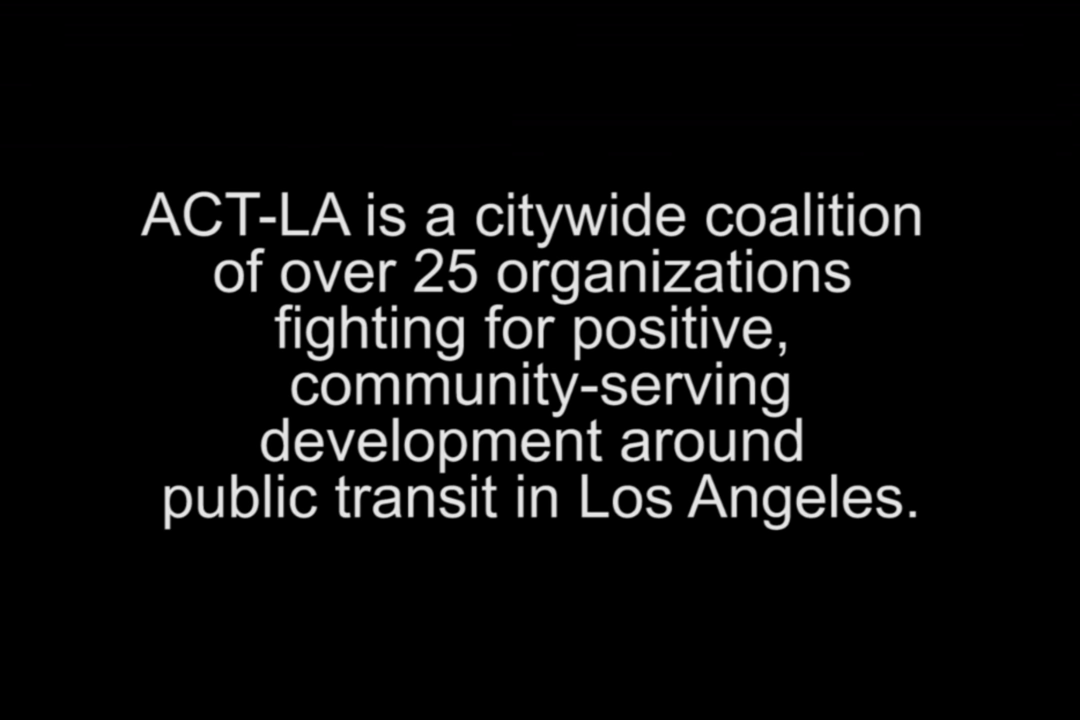 ACT-LA is a citywide coalition
of over 25 organizations
fighting for positive,
community-serving
development around
public transit in Los Angeles.